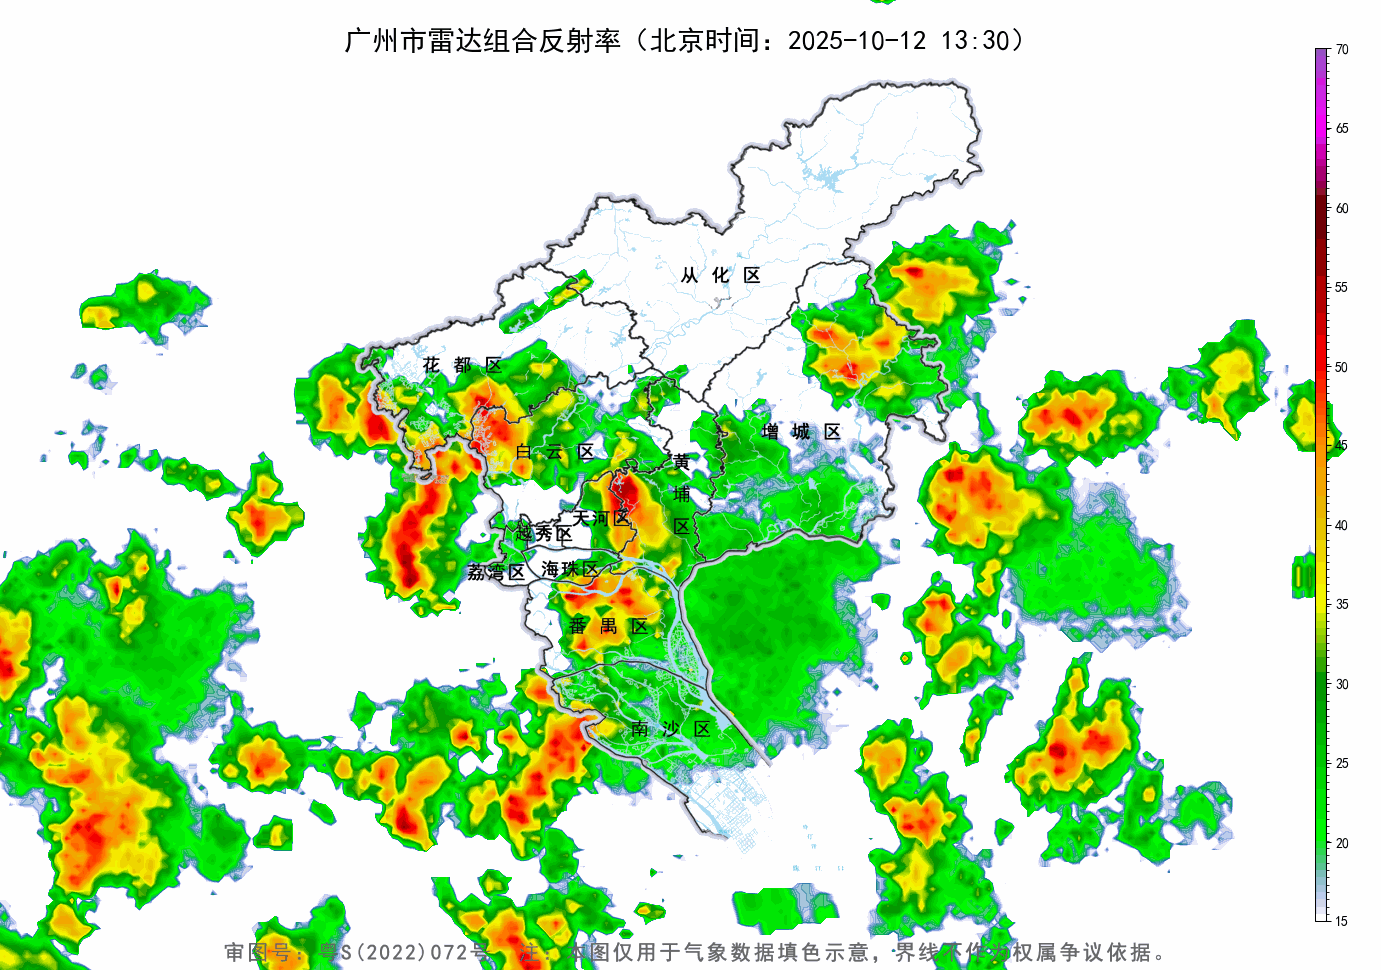 广州市雷达组合反射率（北京时间：2025-10-12 13:30）
70
65
60
55
50
45
40
35
30
25
20
15
从化区
花都区
增城区
白云区
黄埔区
天河区
越秀区
荔湾区
海珠区
番禺区
南沙区
审图号：粤S(2022)072号 注：本图仅用于气象数据填色示意，界线不作为权属争议依据。